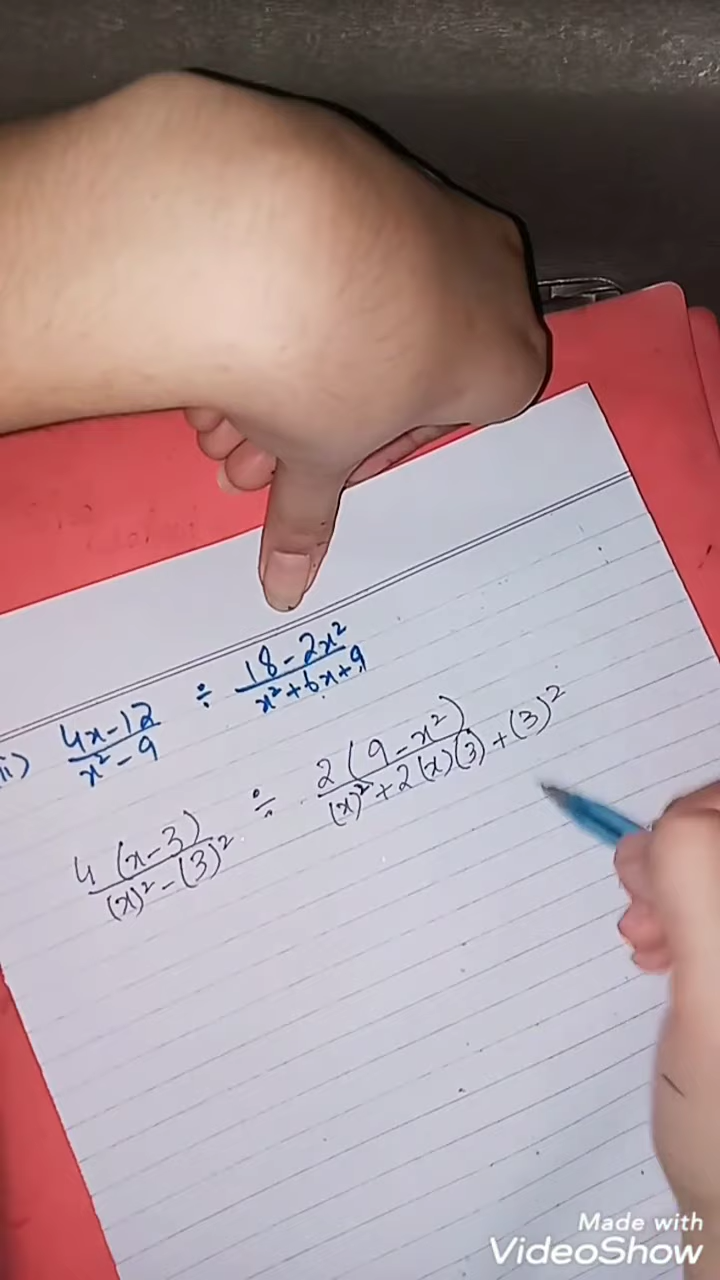 ii) 4x-12/x²-9 ÷ 18-2x²/x²+6x+9
4(x-3)/(x)²-(3)² ÷ 2(9-x²)/(x)²+2(x)(3)+(3)²
Made with
VideoShow